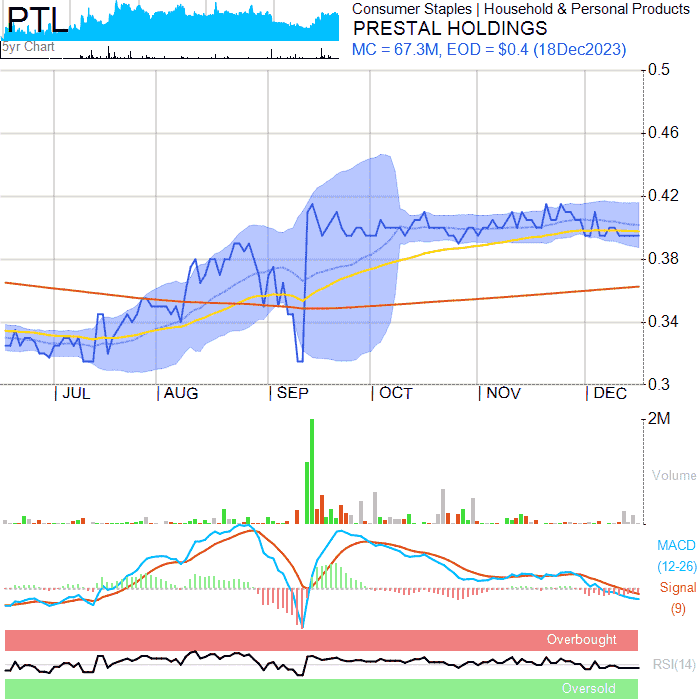 PTL
5yr Chart
Consumer Staples | Household & Personal Products
PRESTAL HOLDINGS
MC = 67.3M, EOD = $0.4 (18Dec2023)
0.5
0.46
0.42
0.38
0.34
0.3
| JUL | AUG | SEP | OCT | NOV | DEC
2M
Volume
MACD
(12-26)
Signal
(9)
Overbought
RSI(14)
Oversold